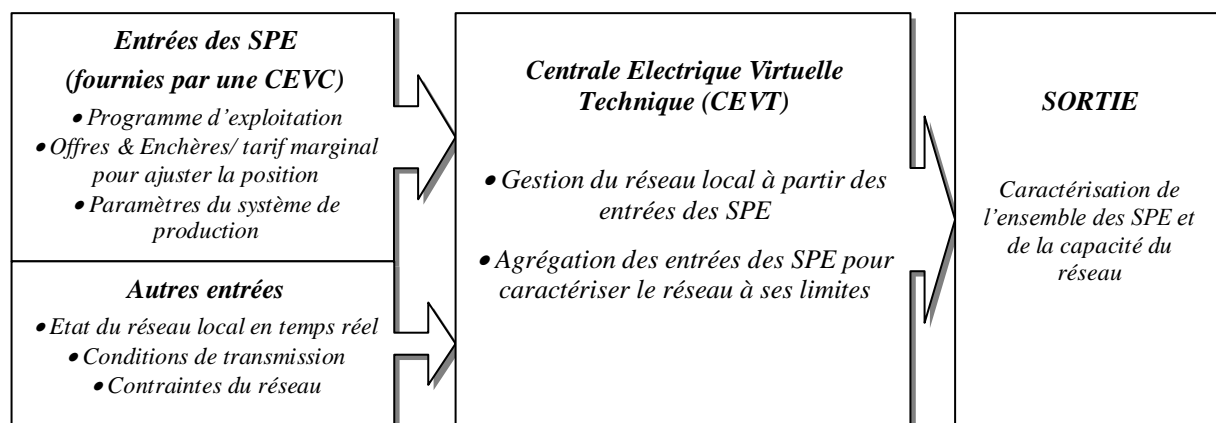 Entrées des SPE
(fournies par une CEVC)
• Programme d'exploitation
• Offres & Enchères/ tarif marginal
pour ajuster la position
• Paramètres du système de
production
Autres entrées
• Etat du réseau local en temps réel
• Conditions de transmission
• Contraintes du réseau
Centrale Electrique Virtuelle
Technique (CEVT)
• Gestion du réseau local à partir des
entrées des SPE
• Agrégation des entrées des SPE pour
caractériser le réseau à ses limites
SORTIE
Caractérisation de
l'ensemble des SPE et
de la capacité du
réseau